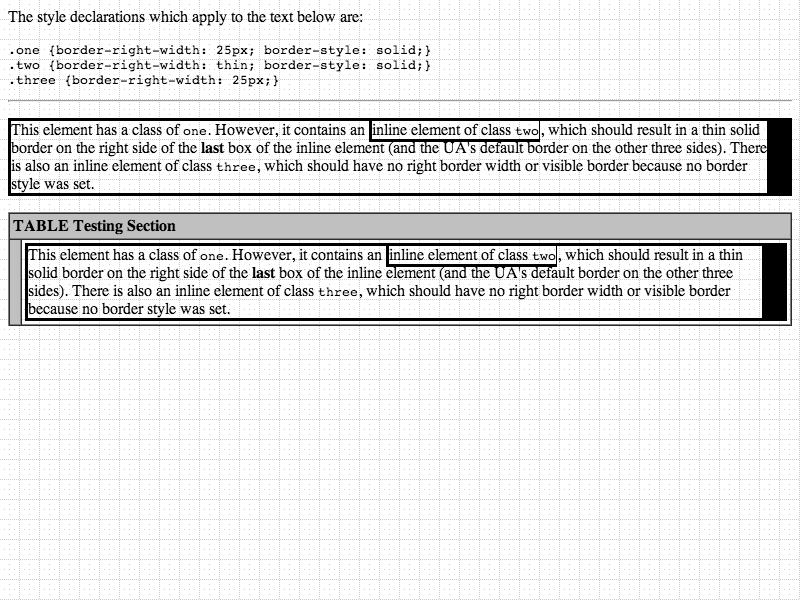 The style declarations which apply to the text below are:
.one {border-right-width: 25px; border-style: solid;}
.two {border-right-width: thin; border-style: solid;}
.three {border-right-width: 25px;}
This element has a class of one. However, it contains an inline element of class two, which should result in a thin solid
border on the right side of the last box of the inline element (and the UA's default border on the other three sides). There
is also an inline element of class three, which should have no right border width or visible border because no border
style was set.
TABLE Testing Section
This element has a class of one. However, it contains an inline element of class two, which should result in a thin
solid border on the right side of the last box of the inline element (and the UA's default border on the other three
sides). There is also an inline element of class three, which should have no right border width or visible border
because no border style was set.